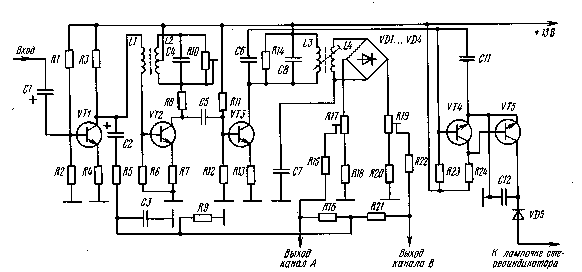 +13В
Вход
L1
L2
L3
L4
VD1...VD4
R1
R3
C4
R10
C6
R14
C8
C11
C1
VT1
C2
R8
C5
R11
VT2
VT3
R17
R19
VT4
VT5
R2
R4
R5
R6
R7
R12
R13
C7
R15
R18
R20
R22
R23
R24
C12
C3
R9
R16
R21
VD5
Выход
канал A
Выход
канала B
К лампочке сте-
реоиндикатора